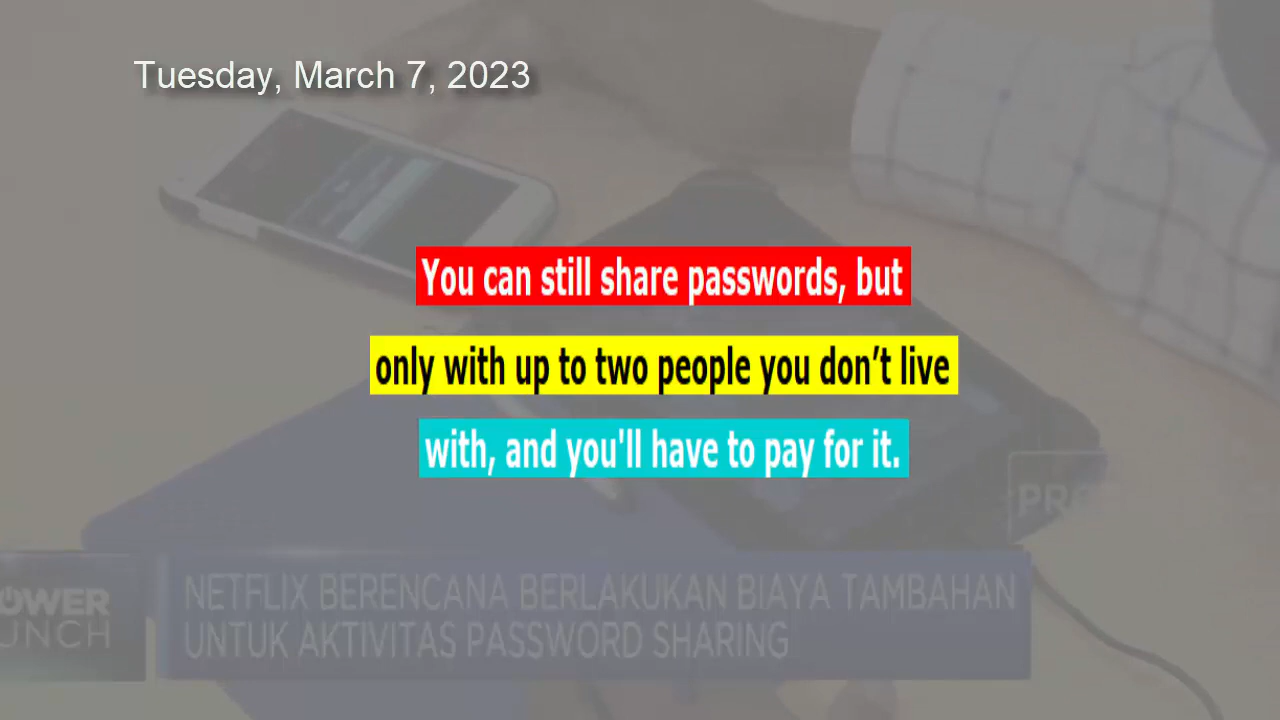 Tuesday, March 7, 2023
You can still share passwords, but
only with up to two people you don’t live
with, and you'll have to pay for it.
NETFLIX BERENCANA BERLAKUKAN BIAYA TAMBAHAN
UNTUK AKTIVITAS PASSWORD SHARING